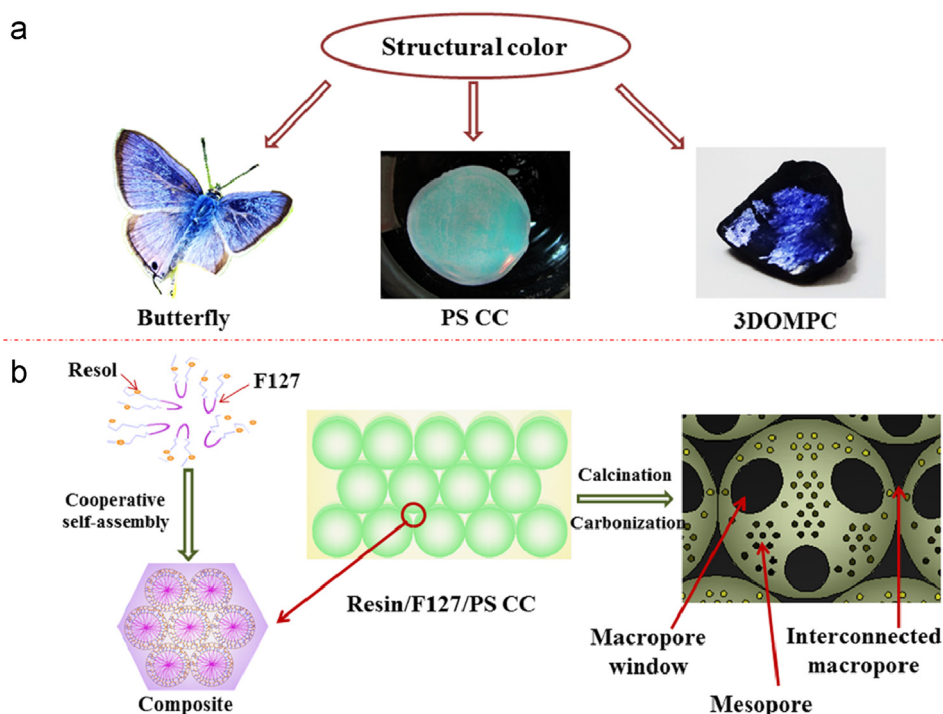 a
Structural color
Butterfly
PS CC
3DOMPC
b
Resol
F127
Cooperative
self-assembly
Composite
Resin/F127/PS CC
Calcination
Carbonization
Macropore
window
Mesopore
Interconnected
macropore